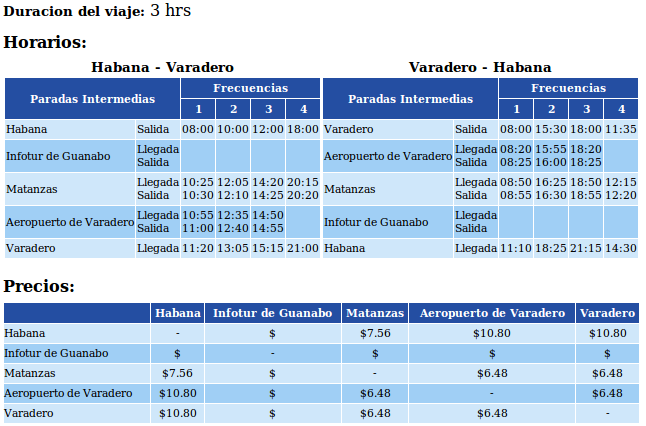 Duracion del viaje: 3 hrs
Horarios:
Habana - Varadero
Paradas Intermedias Frecuencias
1 2 3 4
Habana Salida 08:00 10:00 12:00 18:00
Infotur de Guanabo Llegada
Salida
Matanzas Llegada 10:25 12:05 14:20 20:15
Salida 10:30 12:10 14:25 20:20
Aeropuerto de Varadero Llegada 10:55 12:35 14:50
Salida 11:00 12:40 14:55
Varadero Llegada 11:20 13:05 15:15 21:00
Varadero - Habana
Paradas Intermedias Frecuencias
1 2 3 4
Varadero Salida 08:00 15:30 18:00 11:35
Aeropuerto de Varadero Llegada 08:20 15:55 18:20
Salida 08:25 16:00 18:25
Matanzas Llegada 08:50 16:25 18:50 12:15
Salida 08:55 16:30 18:55 12:20
Infotur de Guanabo Llegada
Salida
Habana Llegada 11:10 18:25 21:15 14:30
Precios:
Habana Infotur de Guanabo Matanzas Aeropuerto de Varadero Varadero
Habana - $ $7.56 $10.80 $10.80
Infotur de Guanabo $ - $ $ $
Matanzas $7.56 $ - $6.48 $6.48
Aeropuerto de Varadero $10.80 $ $6.48 - $6.48
Varadero $10.80 $ $6.48 $6.48 -